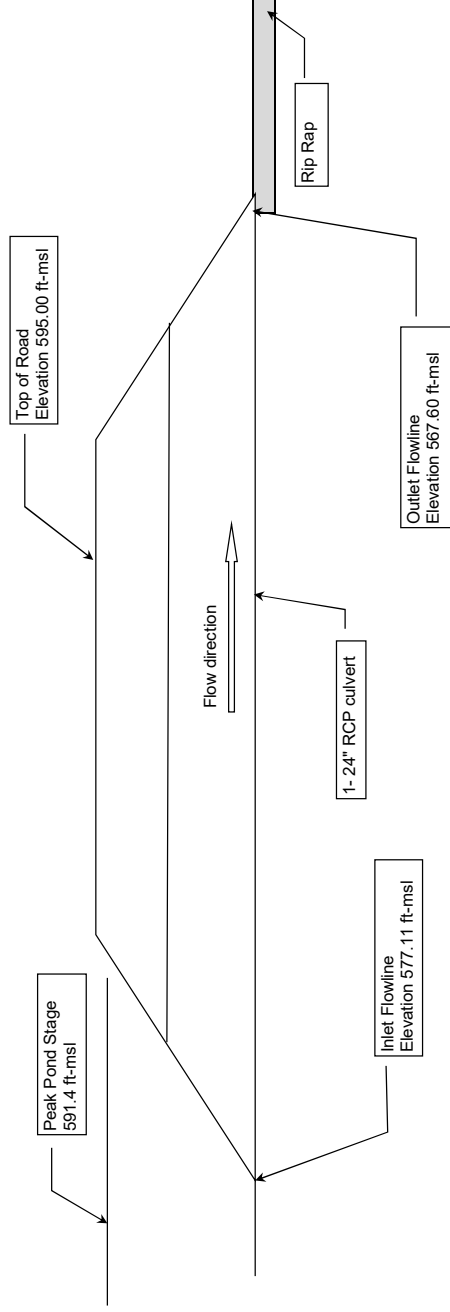 Peak Pond Stage
591.4 ft-msl
Top of Road
Elevation 595.00 ft-msl
Flow direction
Rip Rap
1- 24" RCP culvert
Inlet Flowline
Elevation 577.11 ft-msl
Outlet Flowline
Elevation 567.60 ft-msl